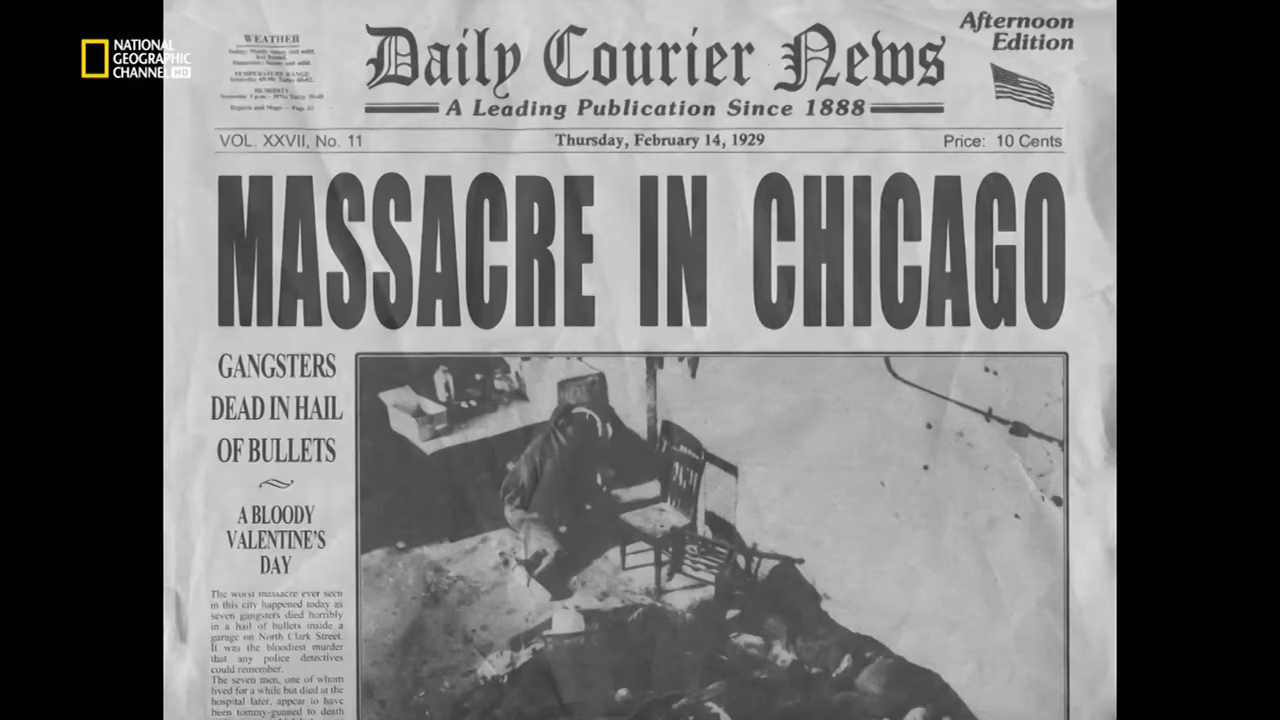 NATIONAL
GEOGRAPHIC
CHANNEL HD
WEATHER
TEMPERATURE RANGE
HUMIDITY
Daily Courier News
Afternoon
Edition
A Leading Publication Since 1888
VOL. XXVII, No. 11
Thursday, February 14, 1929
Price: 10 Cents
MASSACRE IN CHICAGO
GANGSTERS
DEAD IN HAIL
OF BULLETS
A BLOODY
VALENTINE'S
DAY
The worst massacre ever seen
in this city happened today as
seven gangsters died horribly
in a hail of bullets inside a
garage on North Clark Street.
It was the bloodiest murder
that any police detectives
could remember.
The seven men, one of whom
lived for a while but died at the
hospital later, appear to have
been tommy-gunned to death